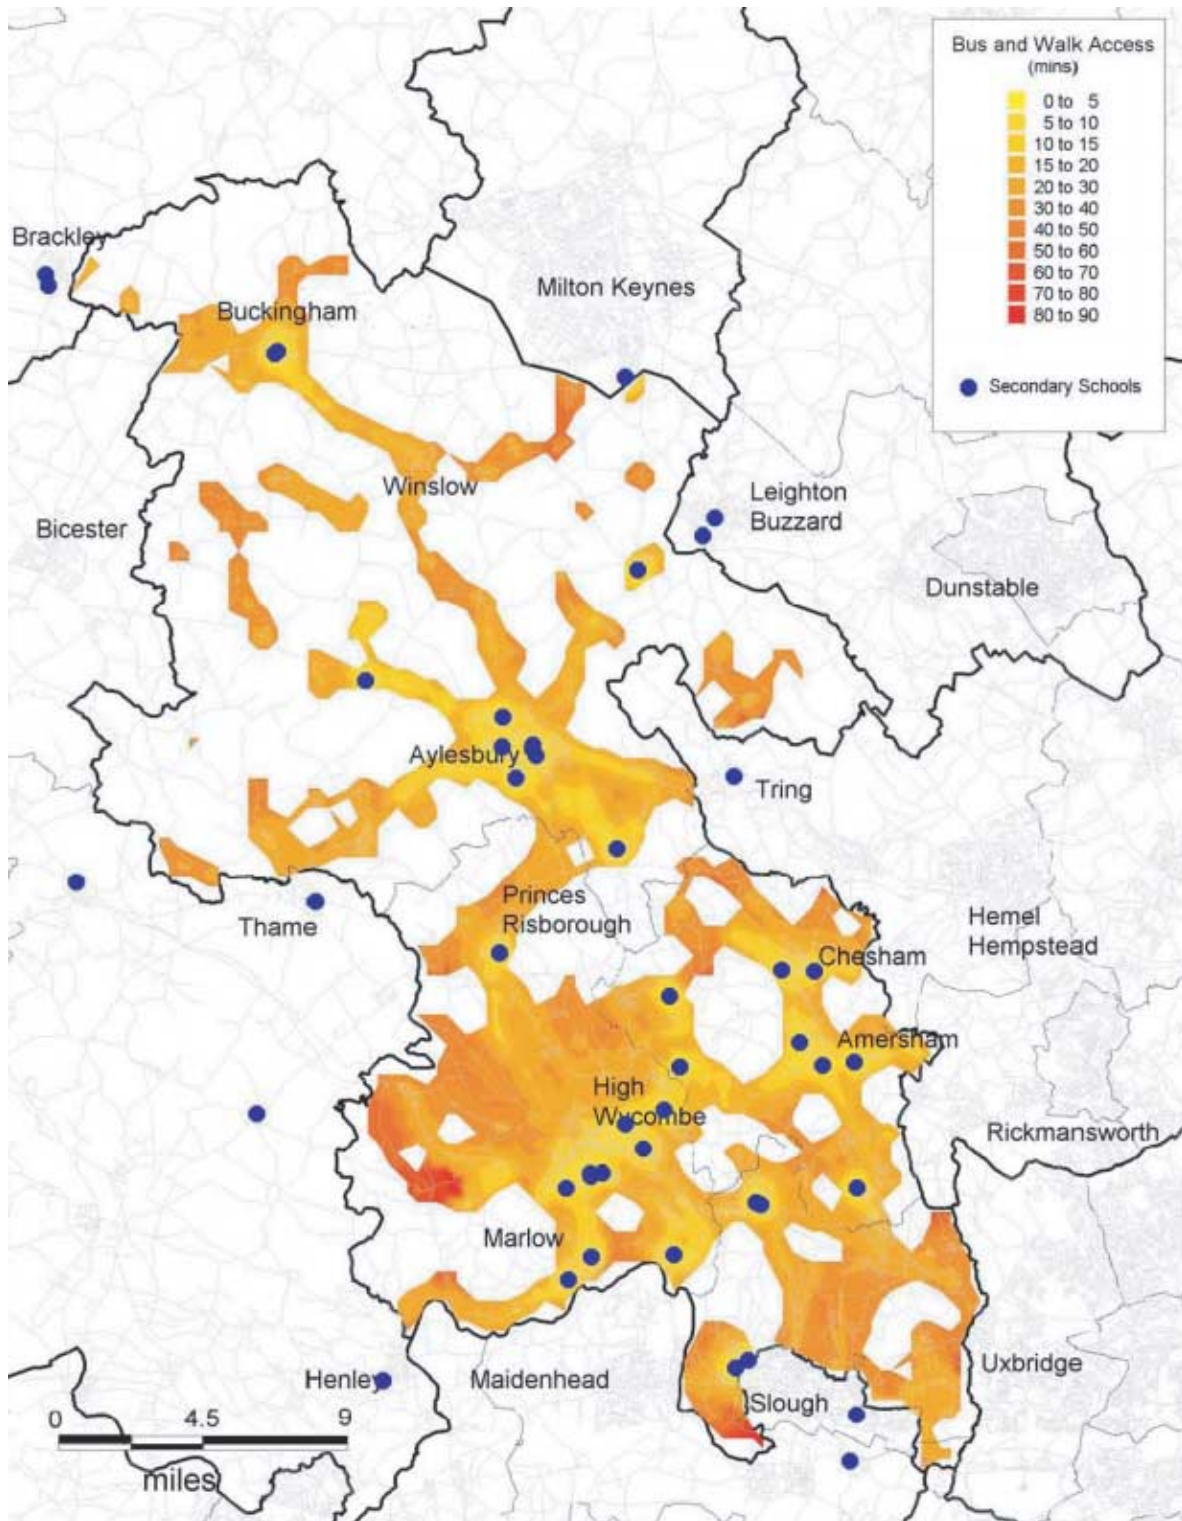 Bus and Walk Access
(mins)
0 to 5
5 to 10
10 to 15
15 to 20
20 to 30
30 to 40
40 to 50
50 to 60
60 to 70
70 to 80
80 to 90
Secondary Schools
Brackley
Milton Keynes
Buckingham
Winslow
Leighton
Buzzard
Bicester
Dunstable
Aylesbury
Tring
Princes
Risborough
Thame
Hemel
Hempstead
Chesham
Amersham
High
Wycombe
Rickmansworth
Marlow
Uxbridge
Henley
Maidenhead
Slough
0 4.5 9
miles